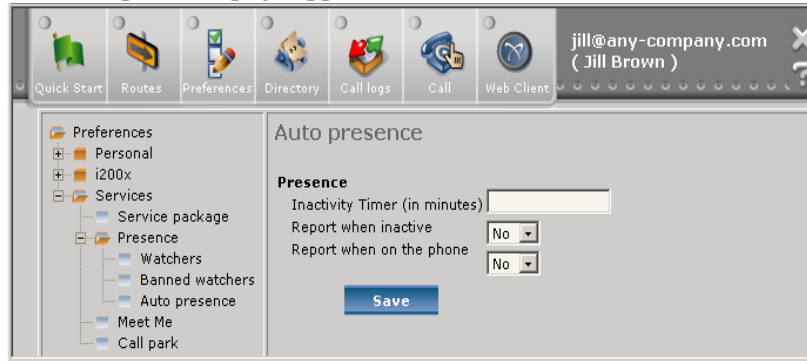 Quick Start Routes Preferences Directory Call logs Call Web Client
jill@any-company.com
( Jill Brown )
Preferences
Personal
i200x
Services
Service package
Presence
Watchers
Banned watchers
Auto presence
Meet Me
Call park
Auto presence
Presence
Inactivity Timer (in minutes)
Report when inactive No
Report when on the phone No
Save